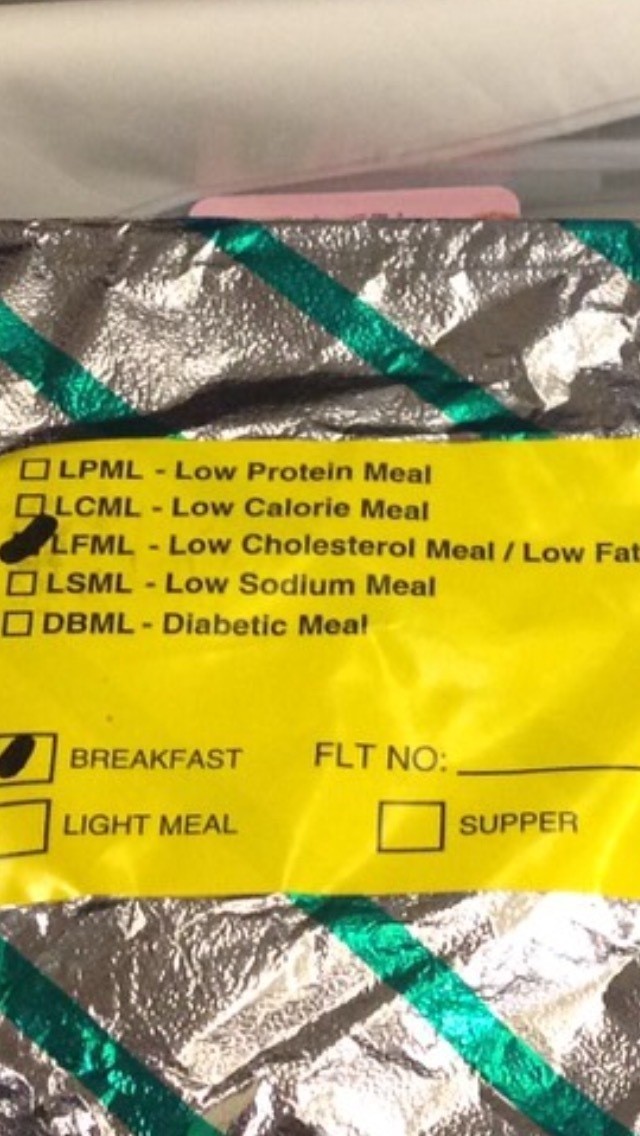 LPML - Low Protein Meal
LCML - Low Calorie Meal
LFML - Low Cholesterol Meal / Low Fat
LSML - Low Sodium Meal
DBML - Diabetic Meal
BREAKFAST FLT NO:
LIGHT MEAL SUPPER